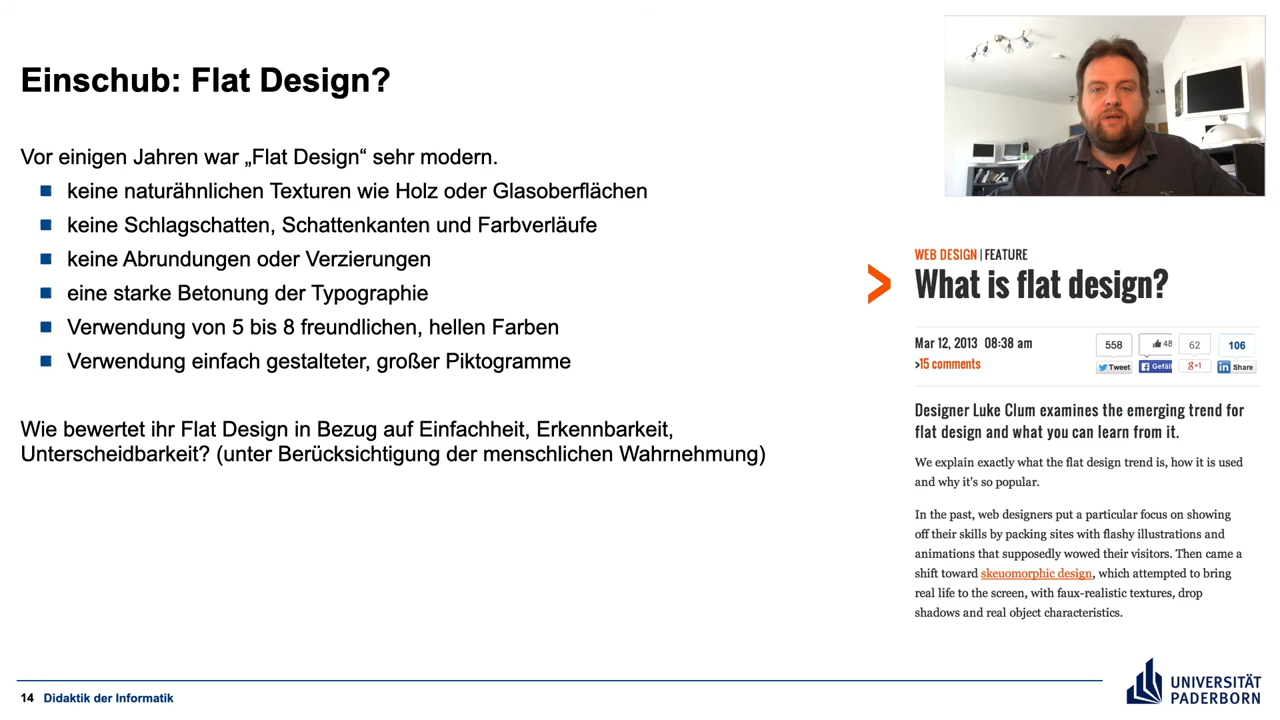 Einschub: Flat Design?
Vor einigen Jahren war „Flat Design“ sehr modern.
keine naturähnlichen Texturen wie Holz oder Glasoberflächen
keine Schlagschatten, Schattenkanten und Farbverläufe
keine Abrundungen oder Verzierungen
eine starke Betonung der Typographie
Verwendung von 5 bis 8 freundlichen, hellen Farben
Verwendung einfach gestalteter, großer Piktogramme
Wie bewertet ihr Flat Design in Bezug auf Einfachheit, Erkennbarkeit,
Unterscheidbarkeit? (unter Berücksichtigung der menschlichen Wahrnehmung)
WEB DESIGN | FEATURE
What is flat design?
Mar 12, 2013 08:38 am
>15 comments
558 48 62 106
Tweet Gefäll g+1 in Share
Designer Luke Clum examines the emerging trend for
flat design and what you can learn from it.
We explain exactly what the flat design trend is, how it is used
and why it's so popular.
In the past, web designers put a particular focus on showing
off their skills by packing sites with flashy illustrations and
animations that supposedly wowed their visitors. Then came a
shift toward skeuomorphic design, which attempted to bring
real life to the screen, with faux-realistic textures, drop
shadows and real object characteristics.
14 Didaktik der Informatik
UNIVERSITÄT
PADERBORN